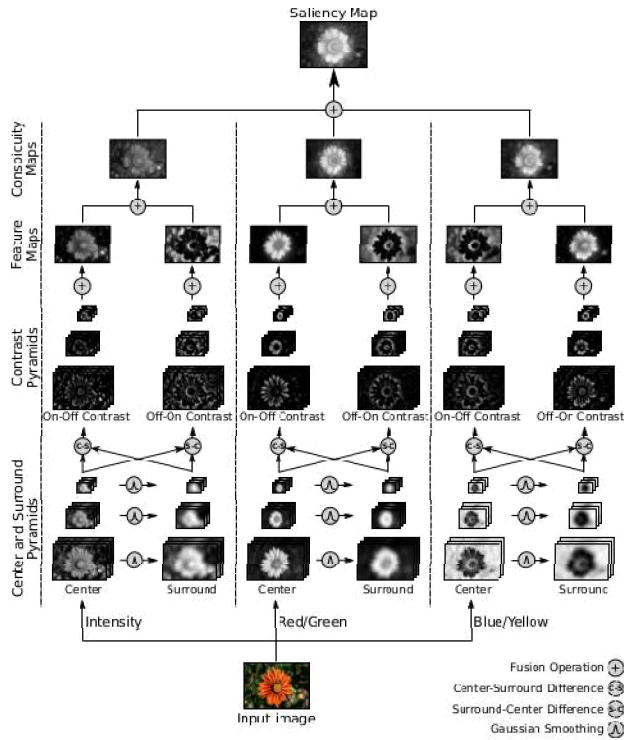 Saliency Map
Conspicuity
Maps
Feature
Maps
Contrast
Pyramids
On-Off Contrast Off-On Contrast On-Off Contrast Off-On Contrast On-Off Contrast Off-Or Contrast
C-S S-C C-S S-C C-S S-C
Center and Surround
Pyramids
Center Surround Center Surround Center Surrounc
Intensity Red/Green Blue/Yellow
Input image
Fusion Operation
Center-Surround Difference C-S
Surround-Center Difference S-C
Gaussian Smoothing